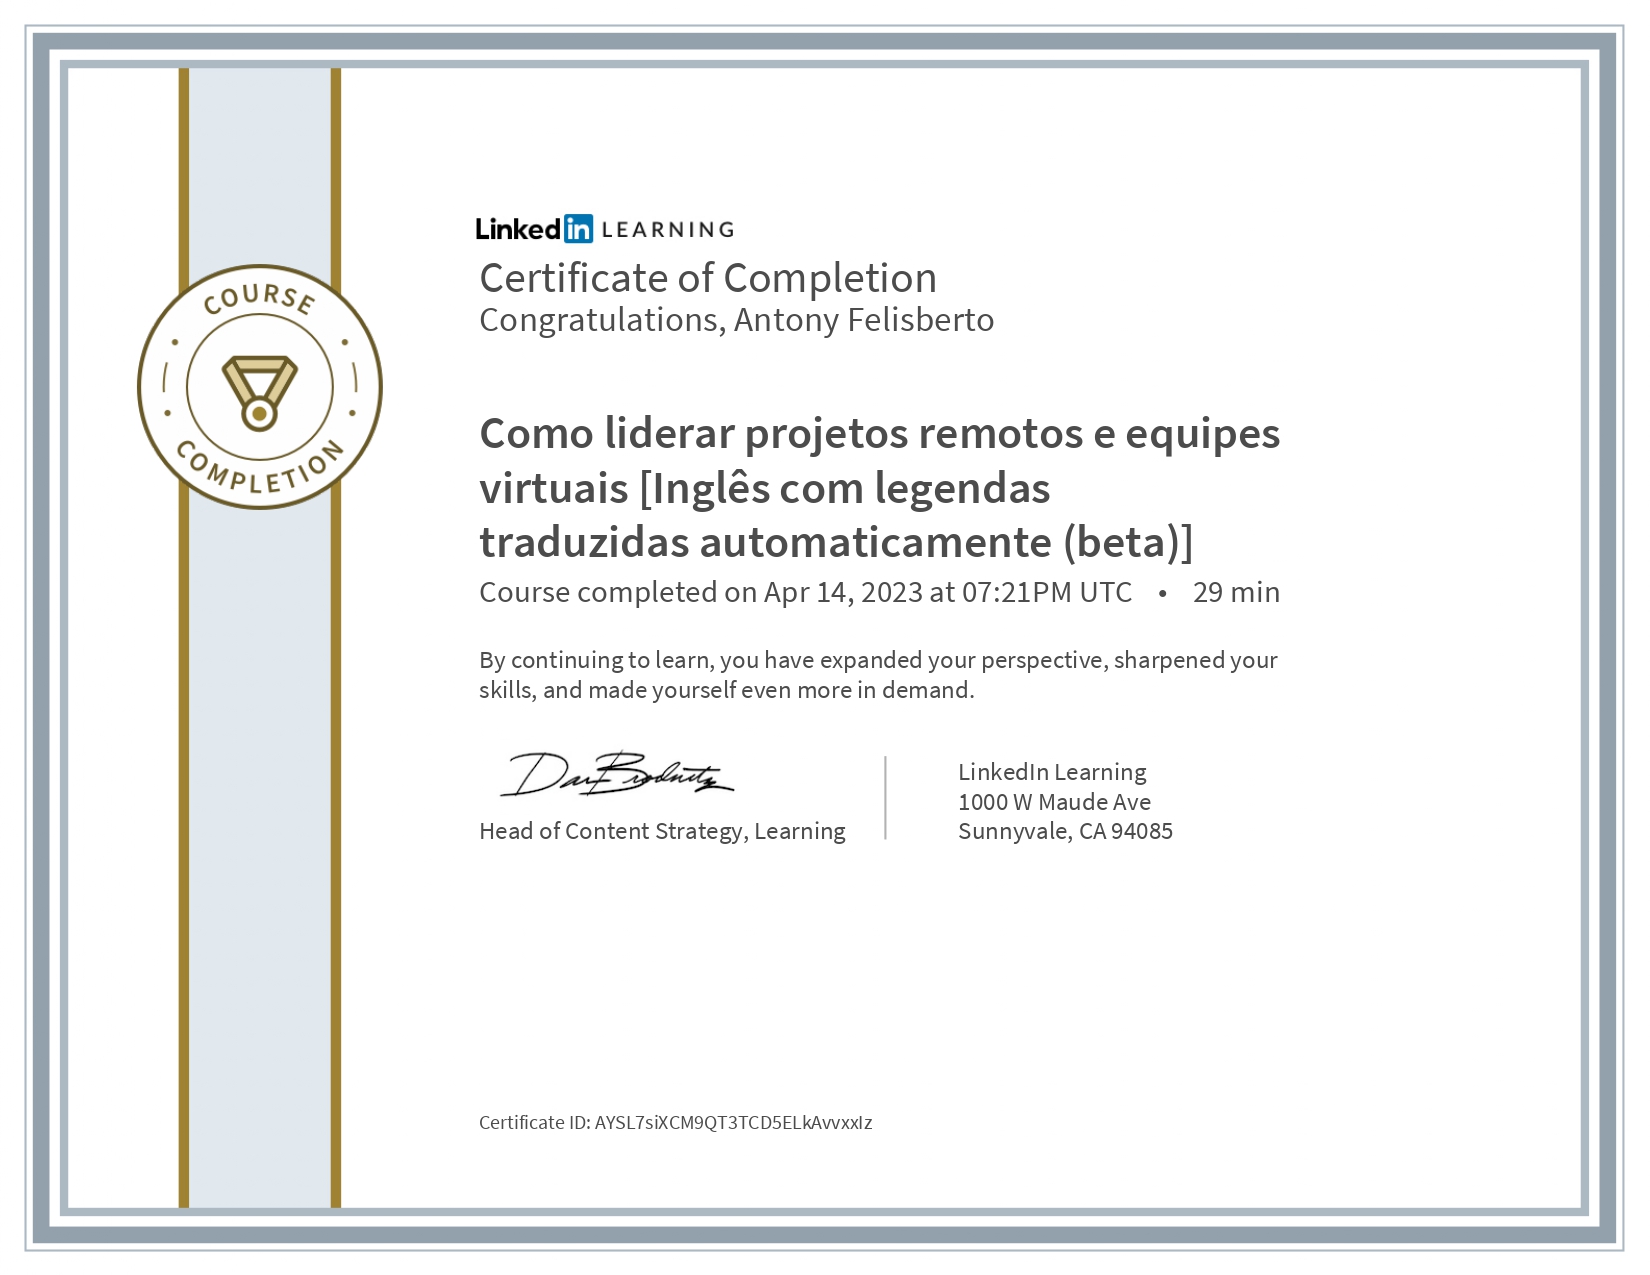 COURSE
COMPLETION
Linked in LEARNING
Certificate of Completion
Congratulations, Antony Felisberto
Como liderar projetos remotos e equipes
virtuais [Inglês com legendas
traduzidas automaticamente (beta)]
Course completed on Apr 14, 2023 at 07:21PM UTC • 29 min
By continuing to learn, you have expanded your perspective, sharpened your
skills, and made yourself even more in demand.
Dan Brodnitz
Head of Content Strategy, Learning
LinkedIn Learning
1000 W Maude Ave
Sunnyvale, CA 94085
Certificate ID: AYSL7siXCM9QT3TCD5ELkAvvxxIz